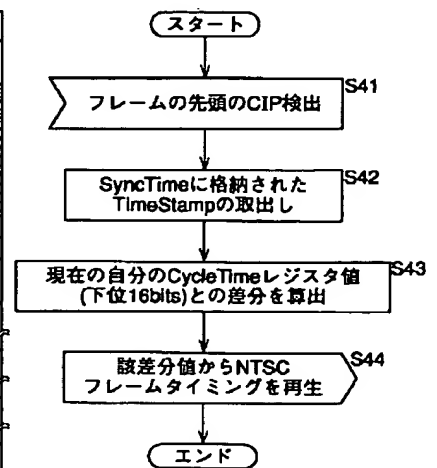 スタート
S41
フレームの先頭のCIP検出
S42
SyncTimeに格納された
TimeStampの取出し
S43
現在の自分のCycleTimeレジスタ値
(下位16bits)との差分を算出
S44
該差分値からNTSC
フレームタイミングを再生
エンド